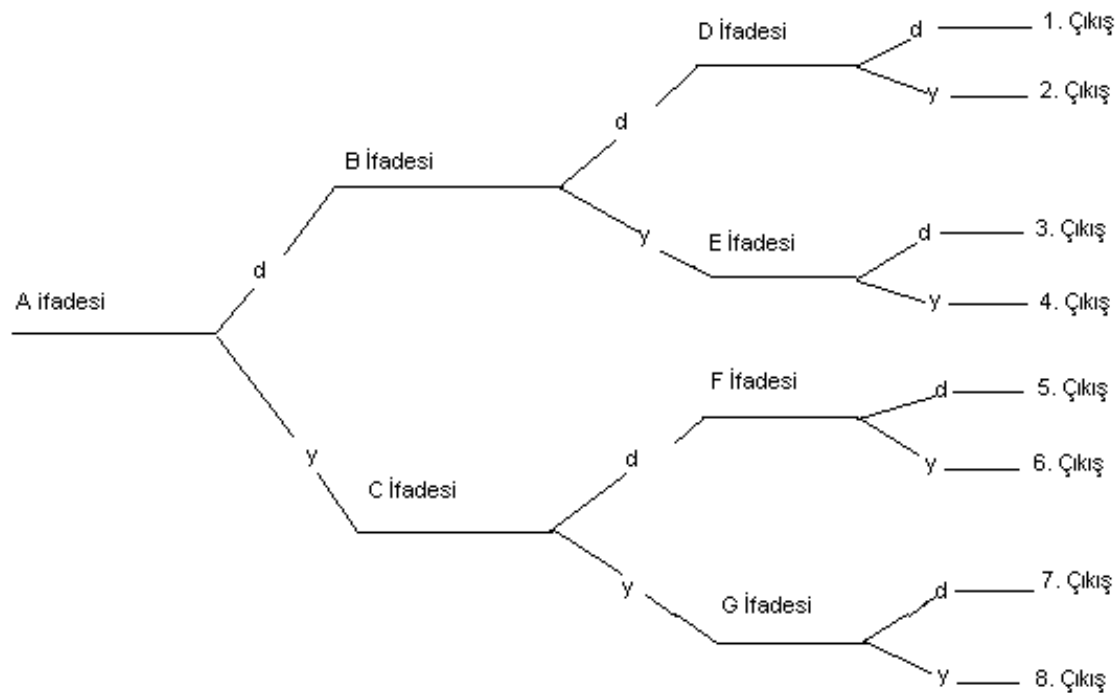 D İfadesi
d
1. Çıkış
y
2. Çıkış
d
B İfadesi
y
E İfadesi
d
3. Çıkış
y
4. Çıkış
d
A ifadesi
y
F İfadesi
d
5. Çıkış
y
6. Çıkış
d
C İfadesi
y
G İfadesi
d
7. Çıkış
y
8. Çıkış